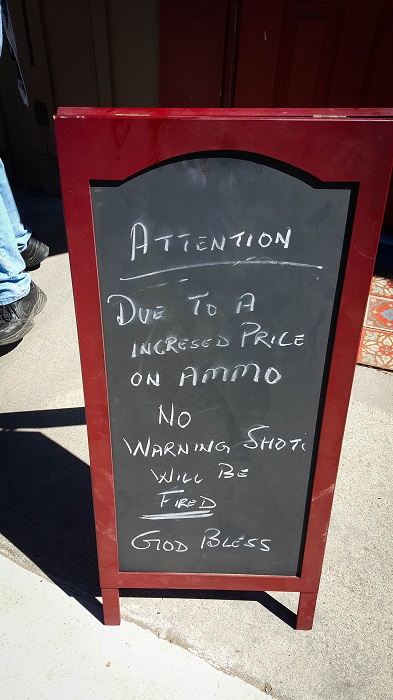 ATTENTION
DUE TO A
INCRESED PRICE
ON AMMO
NO
WARNING SHOTS
WILL BE
FIRED
GOD BLESS